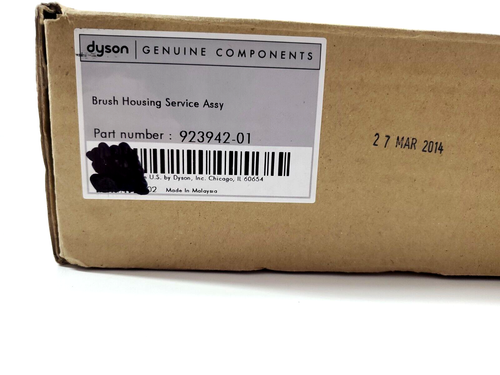 dyson | GENUINE COMPONENTS
Brush Housing Service Assy
Part number : 923942-01
27 MAR 2014
U.S. by Dyson, Inc. Chicago, IL 60654
02 Made In Malaysia